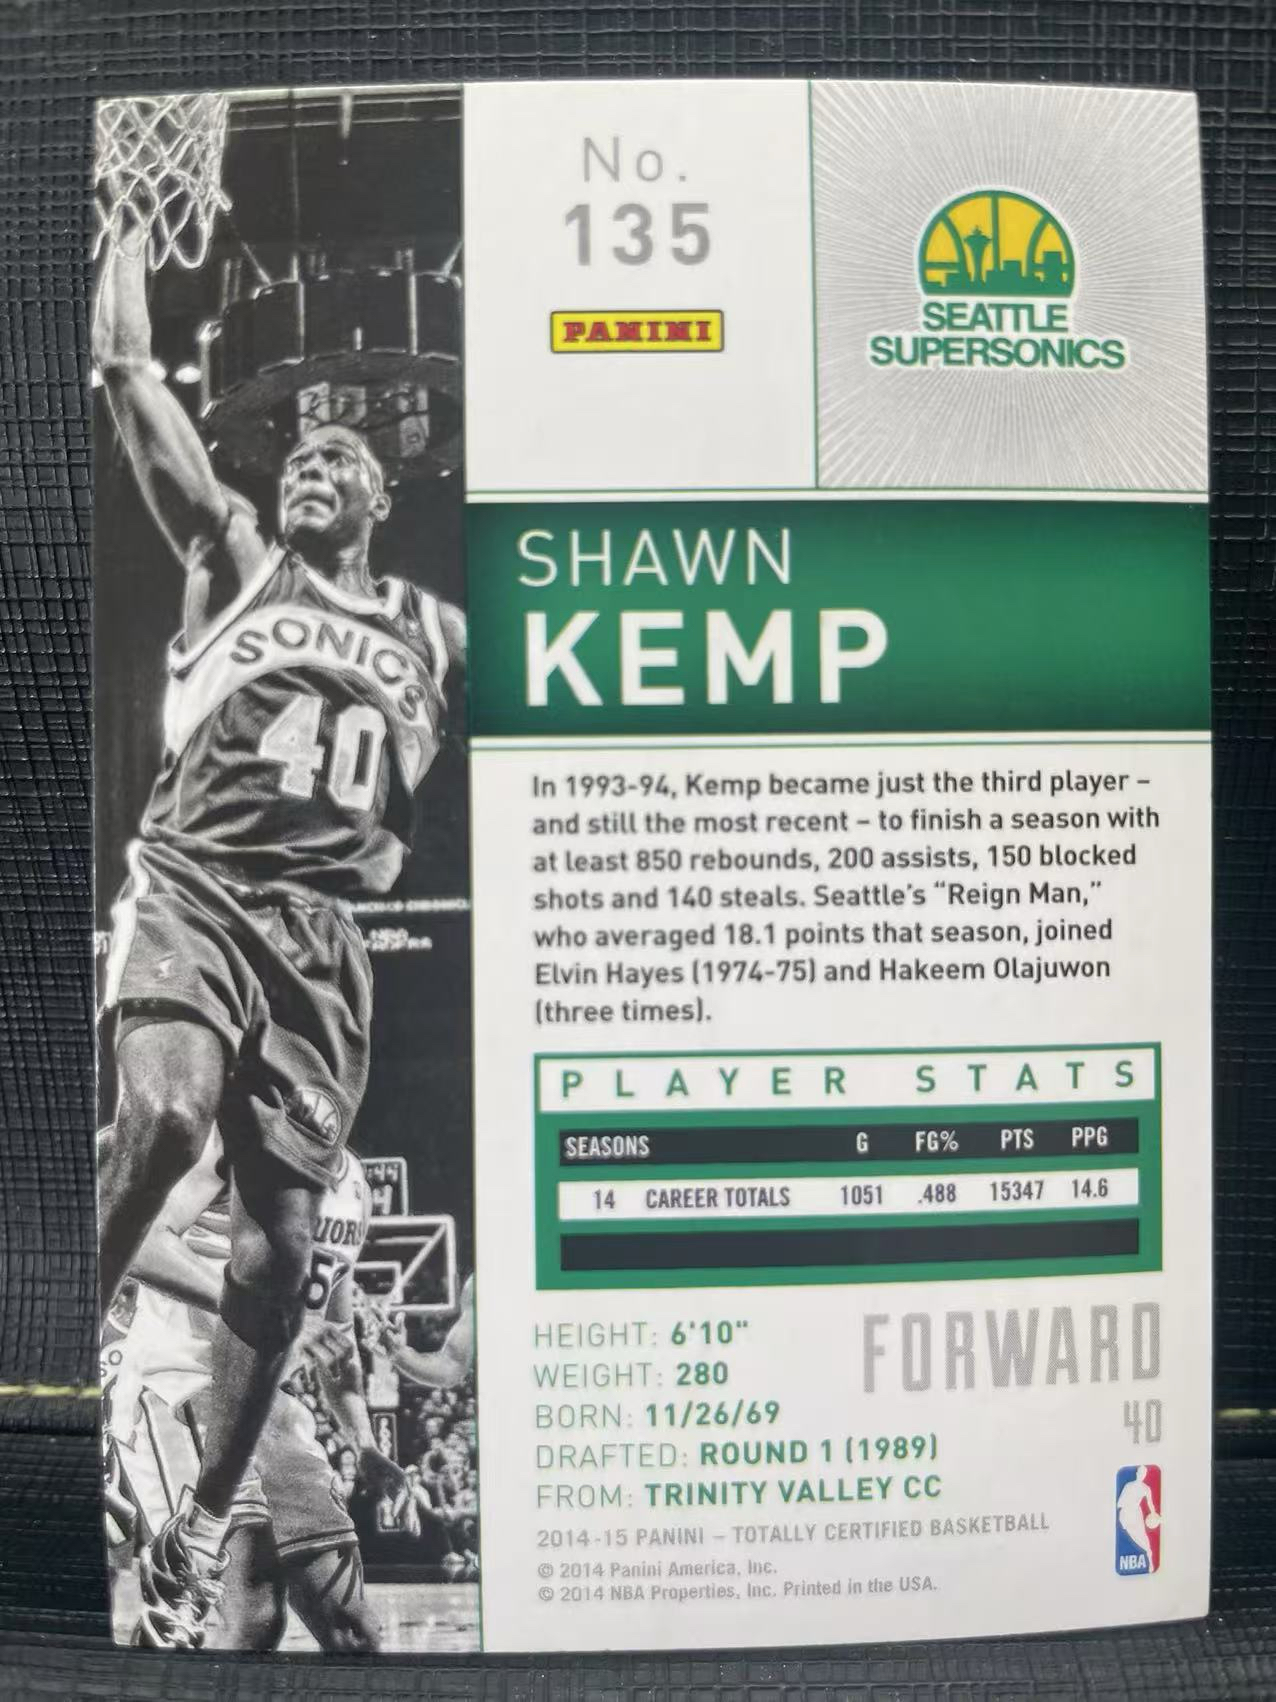 No.
135
PANINI
SEATTLE
SUPERSONICS
SHAWN
KEMP
SONICS
40
In 1993-94, Kemp became just the third player –
and still the most recent – to finish a season with
at least 850 rebounds, 200 assists, 150 blocked
shots and 140 steals. Seattle's “Reign Man,”
who averaged 18.1 points that season, joined
Elvin Hayes (1974-75) and Hakeem Olajuwon
(three times).
PLAYER STATS
SEASONS G FG% PTS PPG
14 CAREER TOTALS 1051 .488 15347 14.6
HEIGHT: 6'10"
WEIGHT: 280
BORN: 11/26/69
DRAFTED: ROUND 1 (1989)
FROM: TRINITY VALLEY CC
FORWARD
40
2014-15 PANINI – TOTALLY CERTIFIED BASKETBALL
© 2014 Panini America, Inc.
© 2014 NBA Properties, Inc. Printed in the USA.
NBA